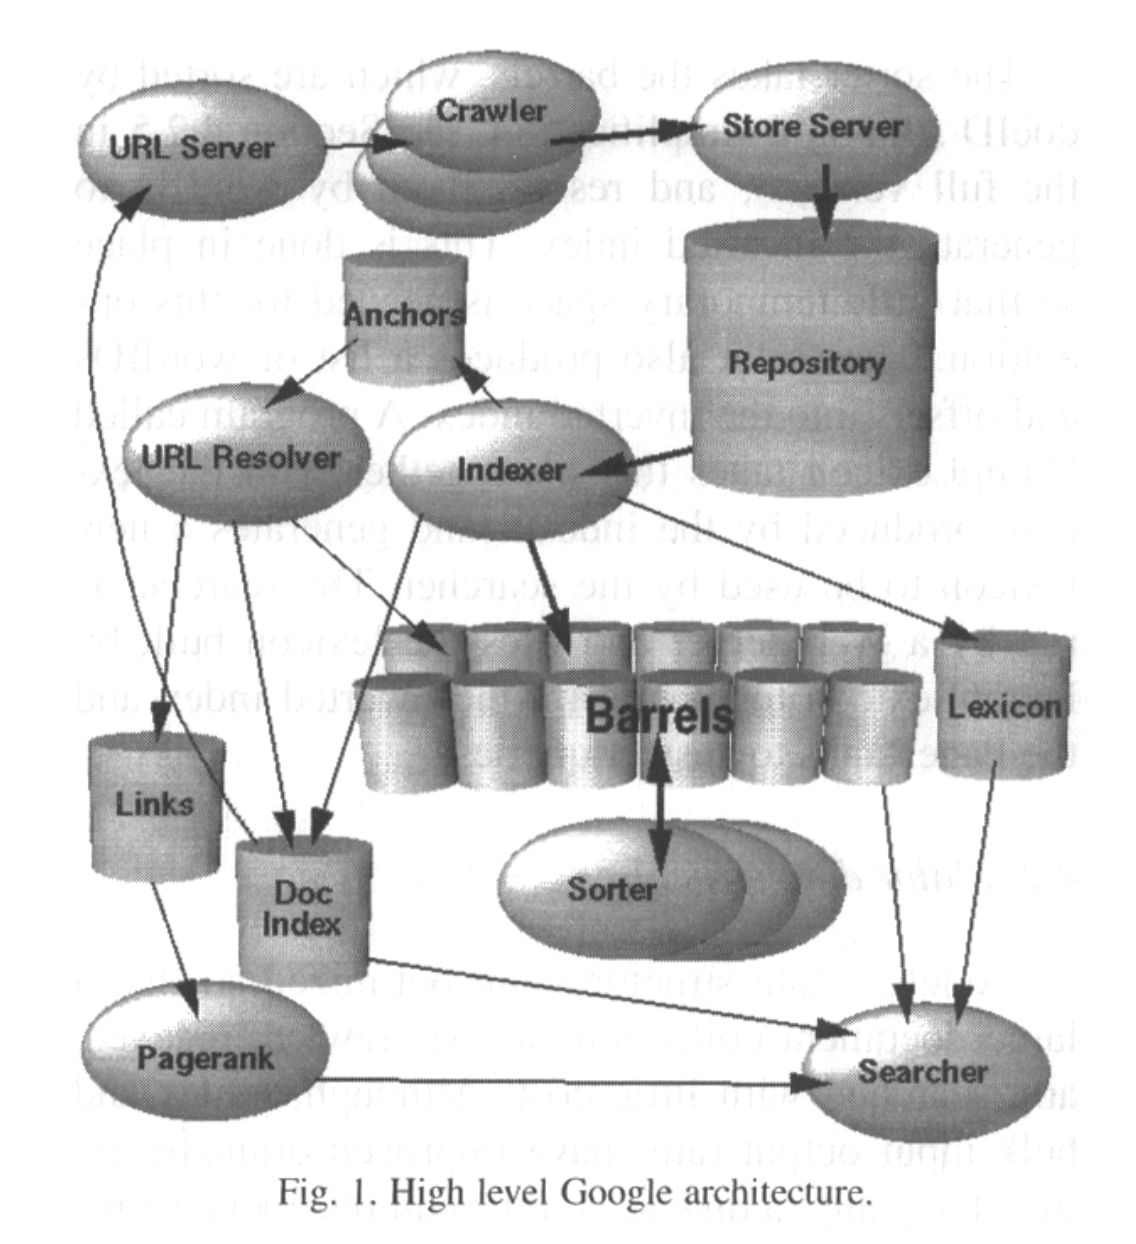 URL Server
Crawler
Store Server
Anchors
Repository
URL Resolver
Indexer
Barrels
Lexicon
Links
Doc
Index
Sorter
Pagerank
Searcher
Fig. 1. High level Google architecture.